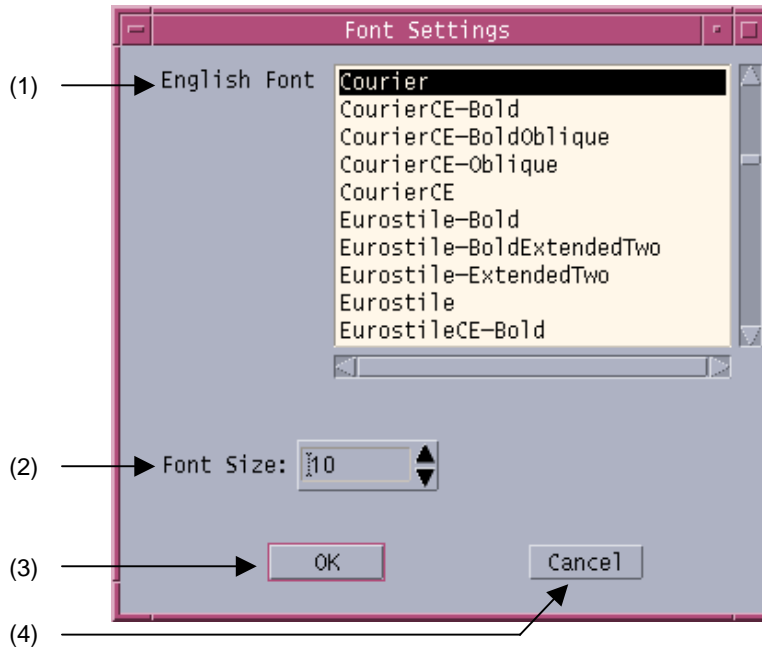 Font Settings
(1) English Font
Courier
CourierCE-Bold
CourierCE-BoldOblique
CourierCE-Oblique
CourierCE
Eurostile-Bold
Eurostile-BoldExtendedTwo
Eurostile-ExtendedTwo
Eurostile
EurostileCE-Bold
(2) Font Size: 10
(3) OK Cancel
(4)